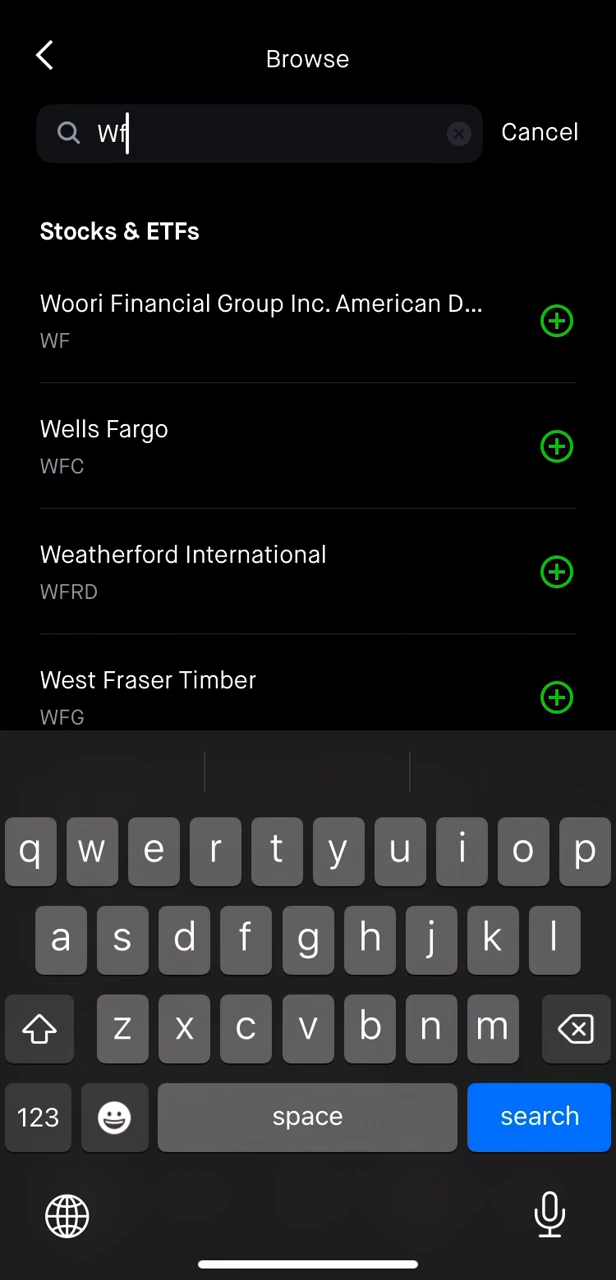 Browse
Wf
Cancel
Stocks & ETFs
Woori Financial Group Inc. American D...
WF
Wells Fargo
WFC
Weatherford International
WFRD
West Fraser Timber
WFG
q w e r t y u i o p
a s d f g h j k l
z x c v b n m
123 space search